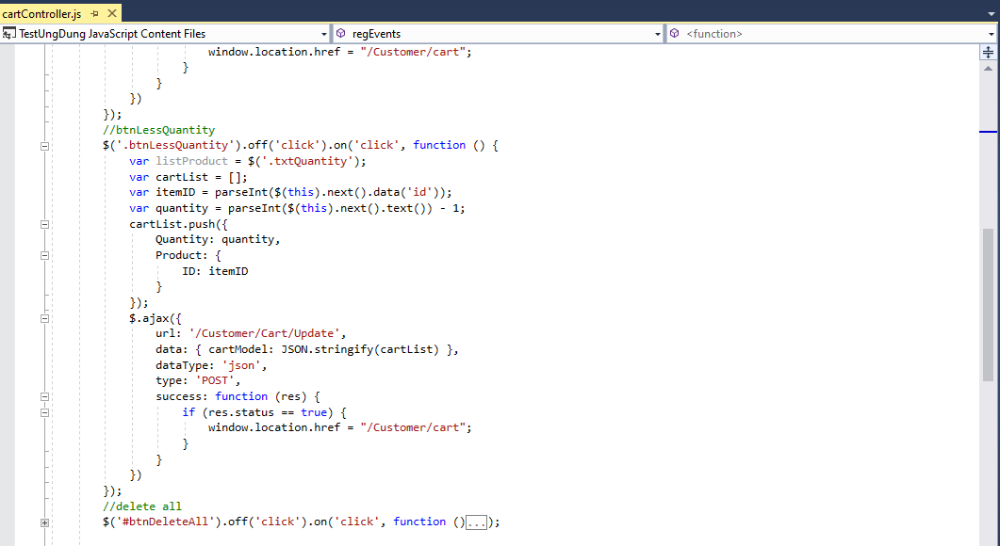 cartController.js
TestUngDung JavaScript Content Files regEvents <function>
window.location.href = "/Customer/cart";
}
}
})
});
//btnLessQuantity
$('.btnLessQuantity').off('click').on('click', function () {
var listProduct = $('.txtQuantity');
var cartList = [];
var itemID = parseInt($(this).next().data('id'));
var quantity = parseInt($(this).next().text()) - 1;
cartList.push({
Quantity: quantity,
Product: {
ID: itemID
}
});
$.ajax({
url: '/Customer/Cart/Update',
data: { cartModel: JSON.stringify(cartList) },
dataType: 'json',
type: 'POST',
success: function (res) {
if (res.status == true) {
window.location.href = "/Customer/cart";
}
}
})
});
//delete all
$('#btnDeleteAll').off('click').on('click', function ()...);